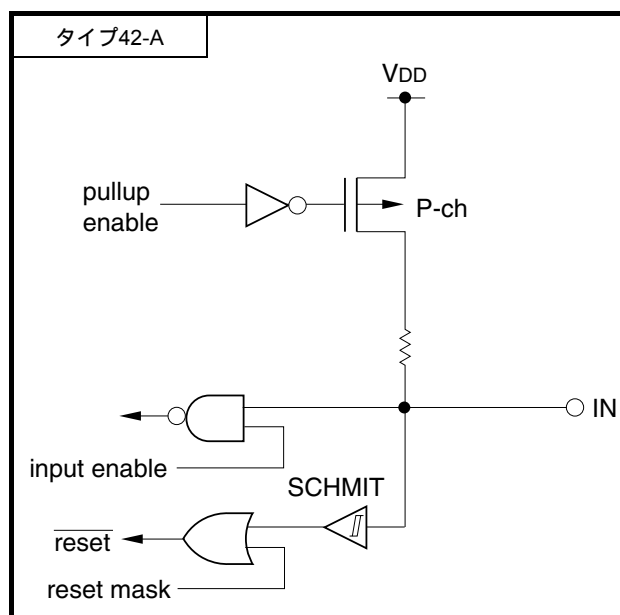 タイプ42-A
VDD
pullup
enable
P-ch
IN
input enable
SCHMIT
reset
reset mask